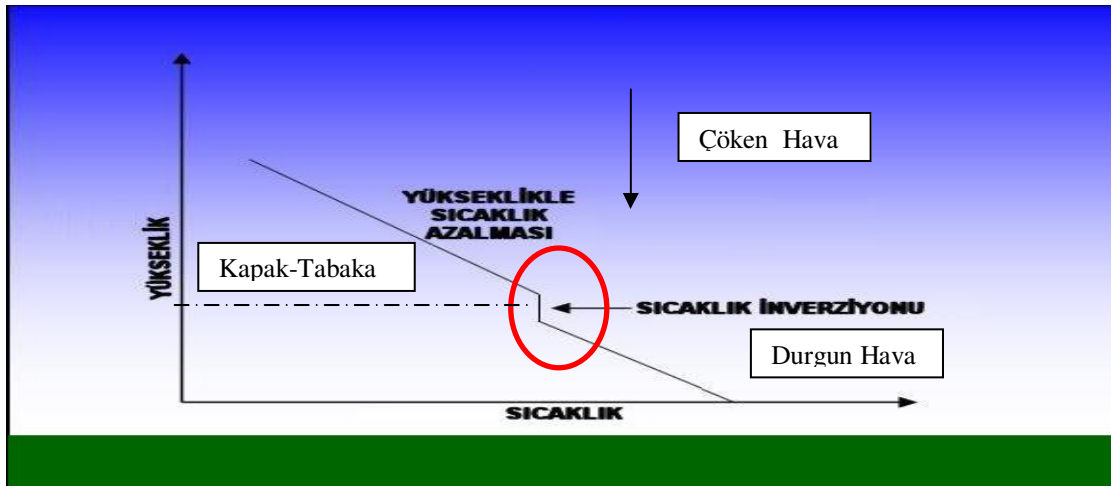 Çöken Hava
YÜKSEKLİKLE
SICAKLIK
AZALMASI
YÜKSEKLİK
Kapak-Tabaka
SICAKLIK İNVERZİYONU
Durgun Hava
SICAKLIK